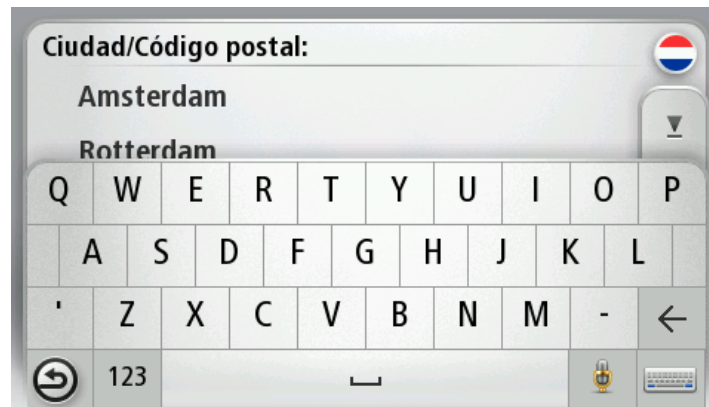 Ciudad/Código postal:
Amsterdam
Rotterdam
Q W E R T Y U I O P
A S D F G H J K L
' Z X C V B N M -
123